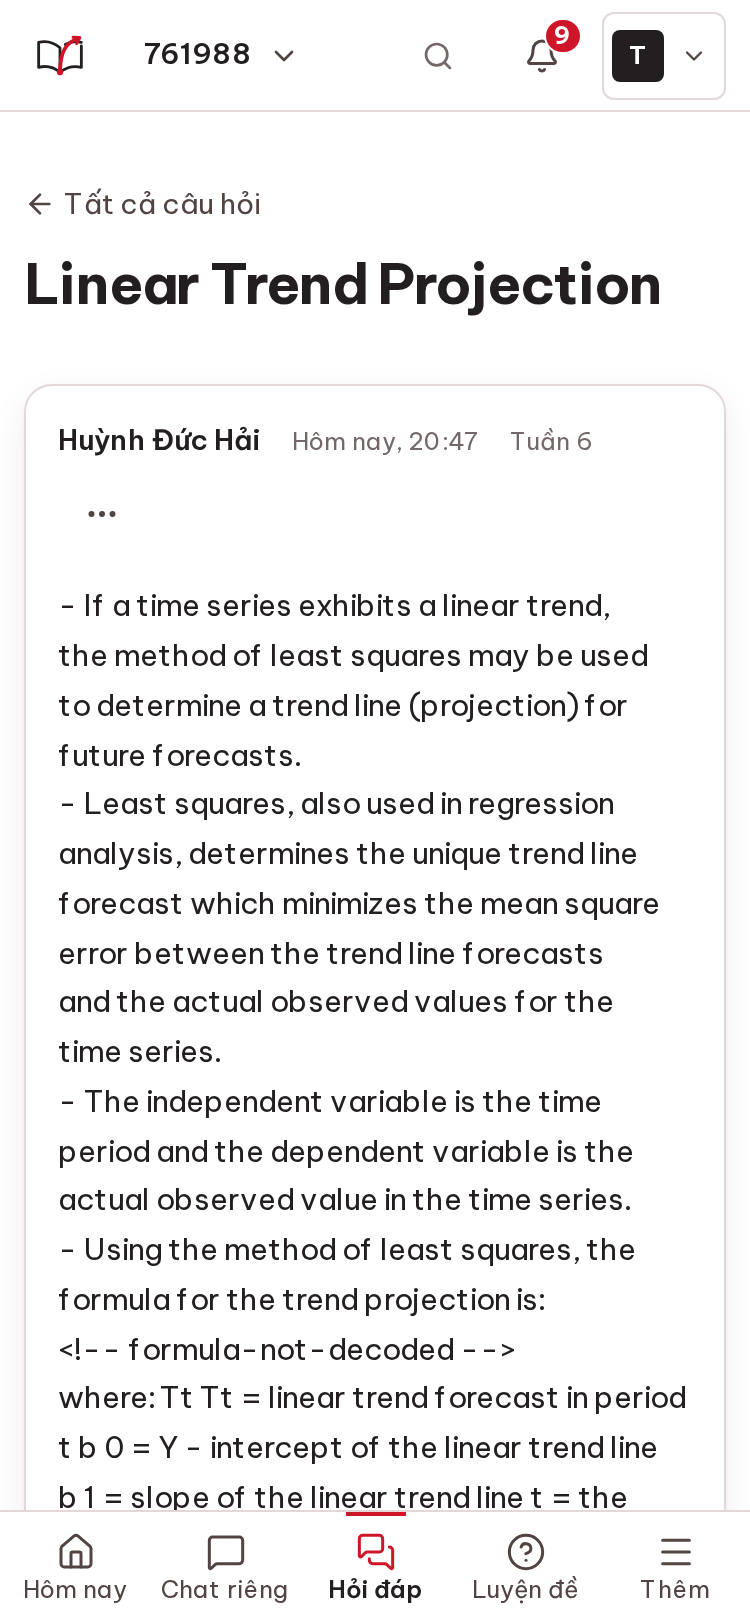 761988
9
T
Tất cả câu hỏi
Linear Trend Projection
Huỳnh Đức Hải Hôm nay, 20:47 Tuần 6
...
- If a time series exhibits a linear trend,
the method of least squares may be used
to determine a trend line (projection) for
future forecasts.
- Least squares, also used in regression
analysis, determines the unique trend line
forecast which minimizes the mean square
error between the trend line forecasts
and the actual observed values for the
time series.
- The independent variable is the time
period and the dependent variable is the
actual observed value in the time series.
- Using the method of least squares, the
formula for the trend projection is:
<!-- formula-not-decoded -->
where: Tt Tt = linear trend forecast in period
t b 0 = Y - intercept of the linear trend line
b 1 = slope of the linear trend line t = the
Hôm nay
Chat riêng
Hỏi đáp
Luyện đề
Thêm